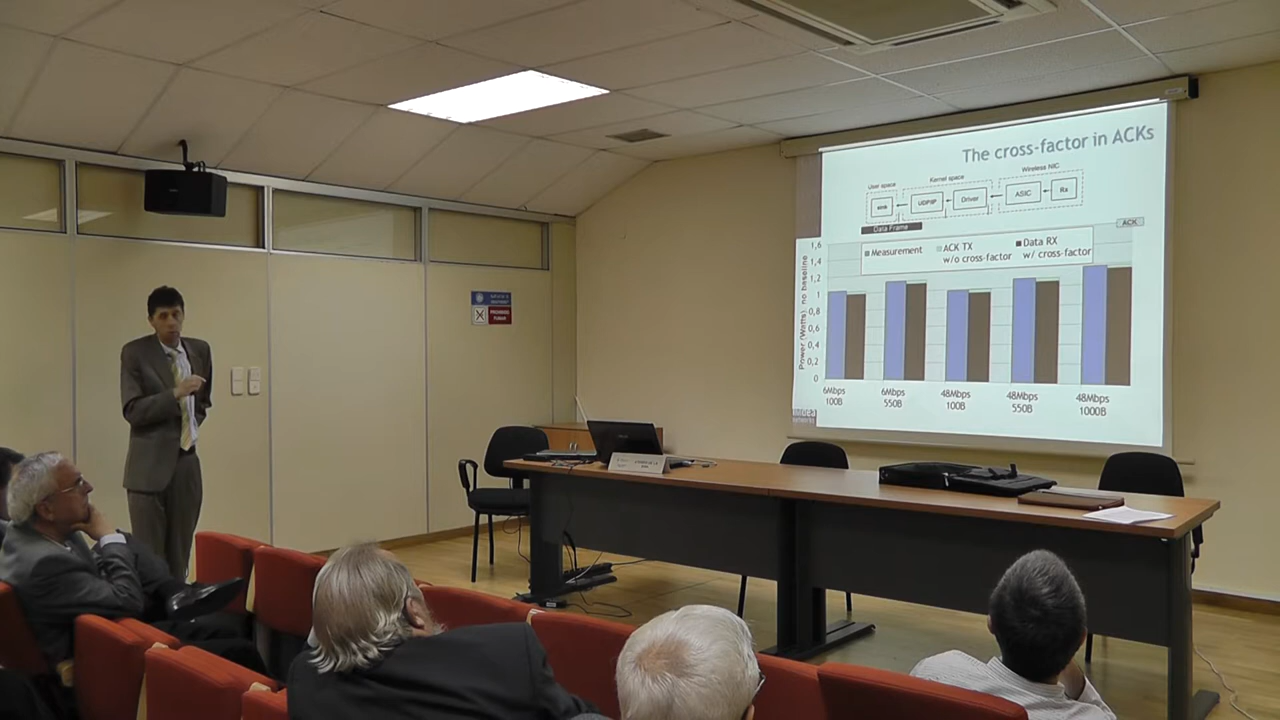 The cross-factor in ACKs
User space
Kernel space
Wireless NIC
UDP/IP
Driver
ASIC
Rx
Data Frame
ACK
Measurement
ACK TX
w/o cross-factor
Data RX
w/ cross-factor
Power (Watts), no baseline
1,6
1,4
1,2
1
0,8
0,6
0,4
0,2
0
6Mbps
100B
6Mbps
550B
48Mbps
100B
48Mbps
550B
48Mbps
1000B
networks